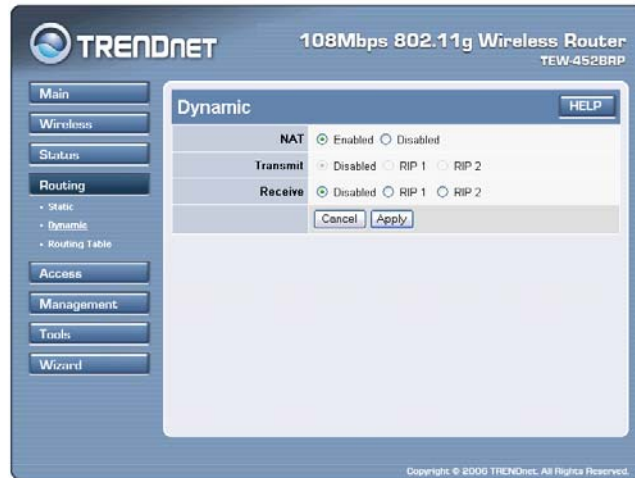 TRENDNET
108Mbps 802.11g Wireless Router
TEW-452BRP
Main
Wireless
Status
Routing
• Static
• Dynamic
• Routing Table
Access
Management
Tools
Wizard
Dynamic
HELP
NAT Enabled Disabled
Transmit Disabled RIP 1 RIP 2
Receive Disabled RIP 1 RIP 2
Cancel Apply
Copyright © 2006 TRENDnet. All Rights Reserved.